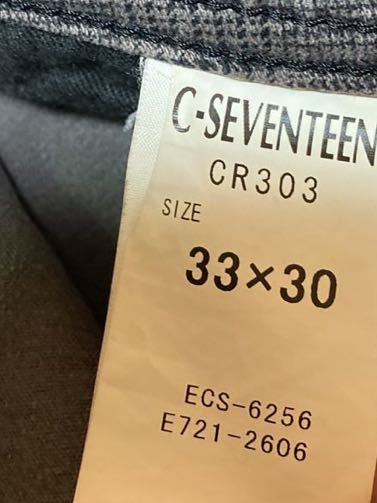 C-SEVENTEEN
CR303
SIZE
33×30
ECS-6256
E721-2606